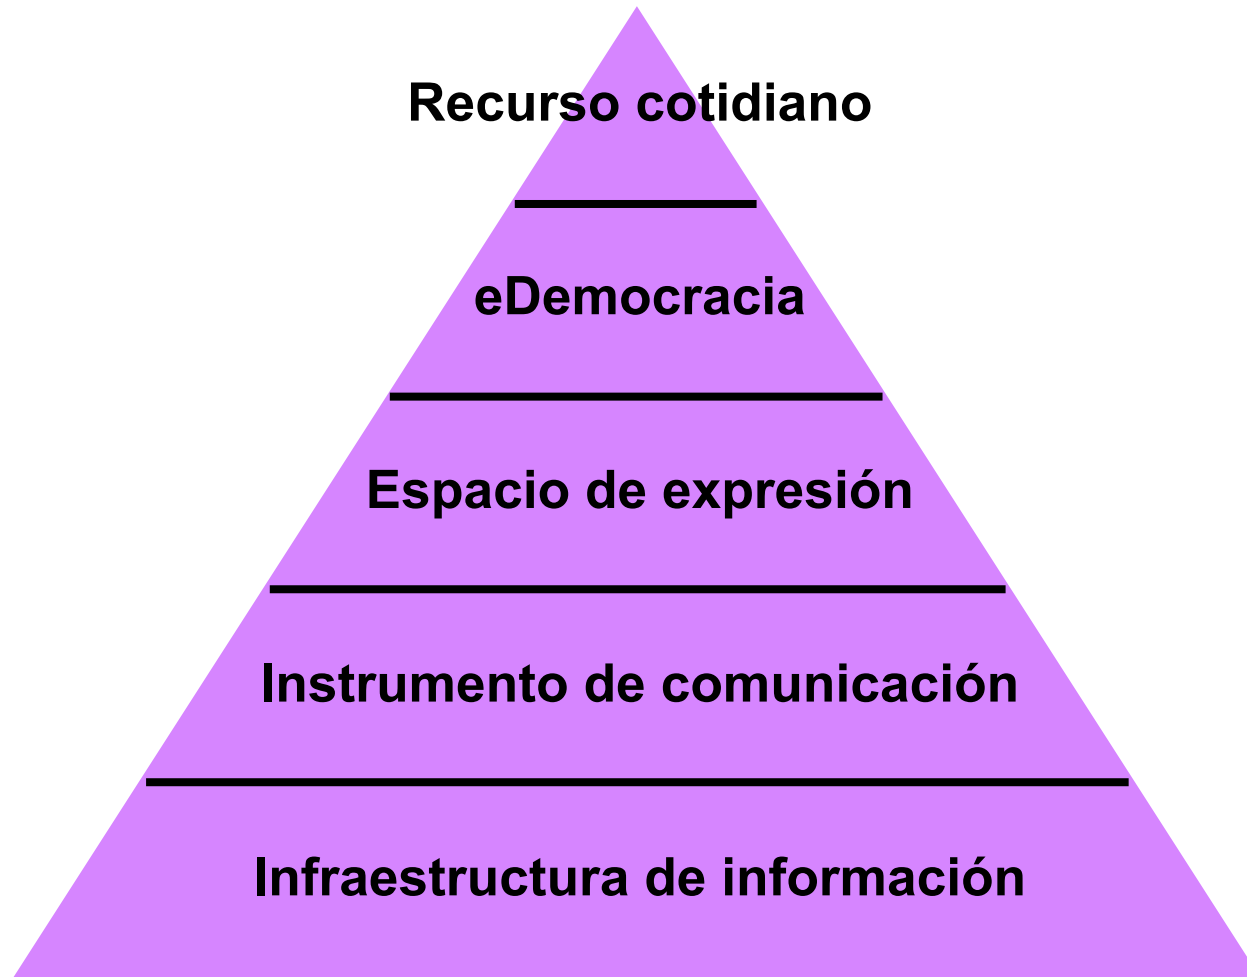 Recurso cotidiano
eDemocracia
Espacio de expresión
Instrumento de comunicación
Infraestructura de información